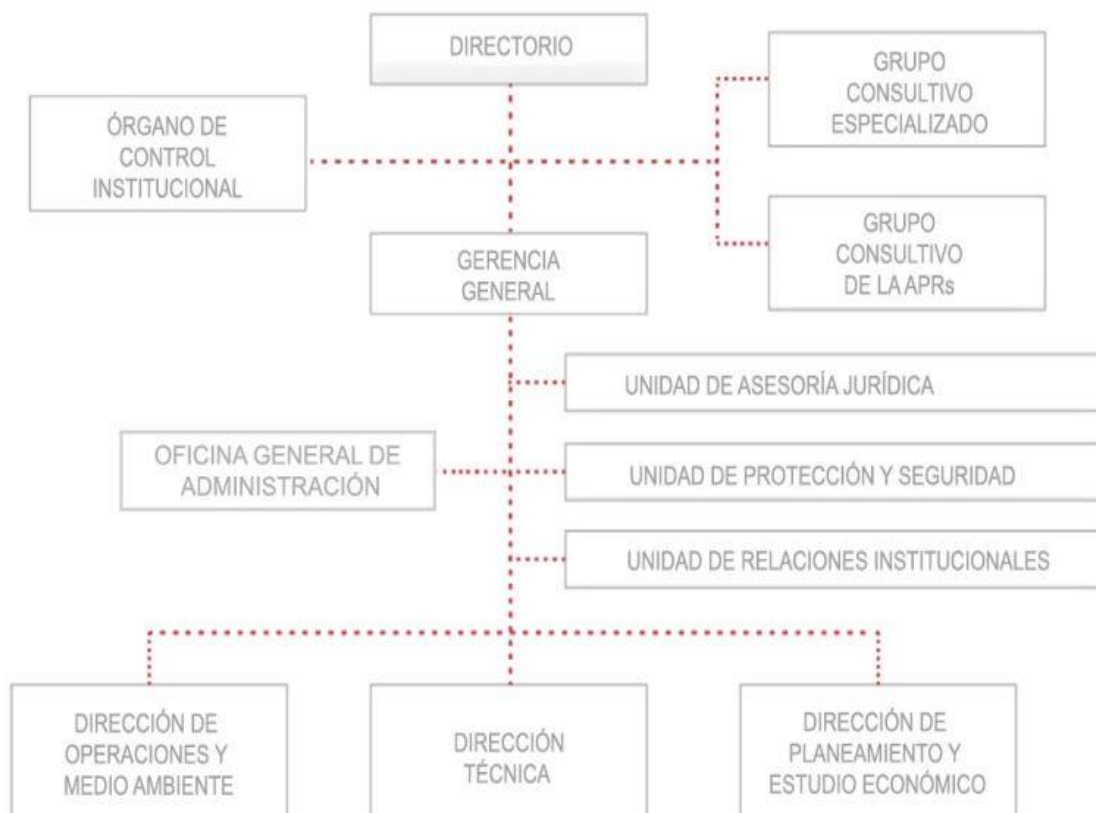 DIRECTORIO
GRUPO
CONSULTIVO
ESPECIALIZADO
ÓRGANO DE
CONTROL
INSTITUCIONAL
GRUPO
CONSULTIVO
DE LA APRs
GERENCIA
GENERAL
UNIDAD DE ASESORÍA JURÍDICA
OFICINA GENERAL DE
ADMINISTRACIÓN
UNIDAD DE PROTECCIÓN Y SEGURIDAD
UNIDAD DE RELACIONES INSTITUCIONALES
DIRECCIÓN DE
OPERACIONES Y
MEDIO AMBIENTE
DIRECCIÓN
TÉCNICA
DIRECCIÓN DE
PLANEAMIENTO Y
ESTUDIO ECONÓMICO